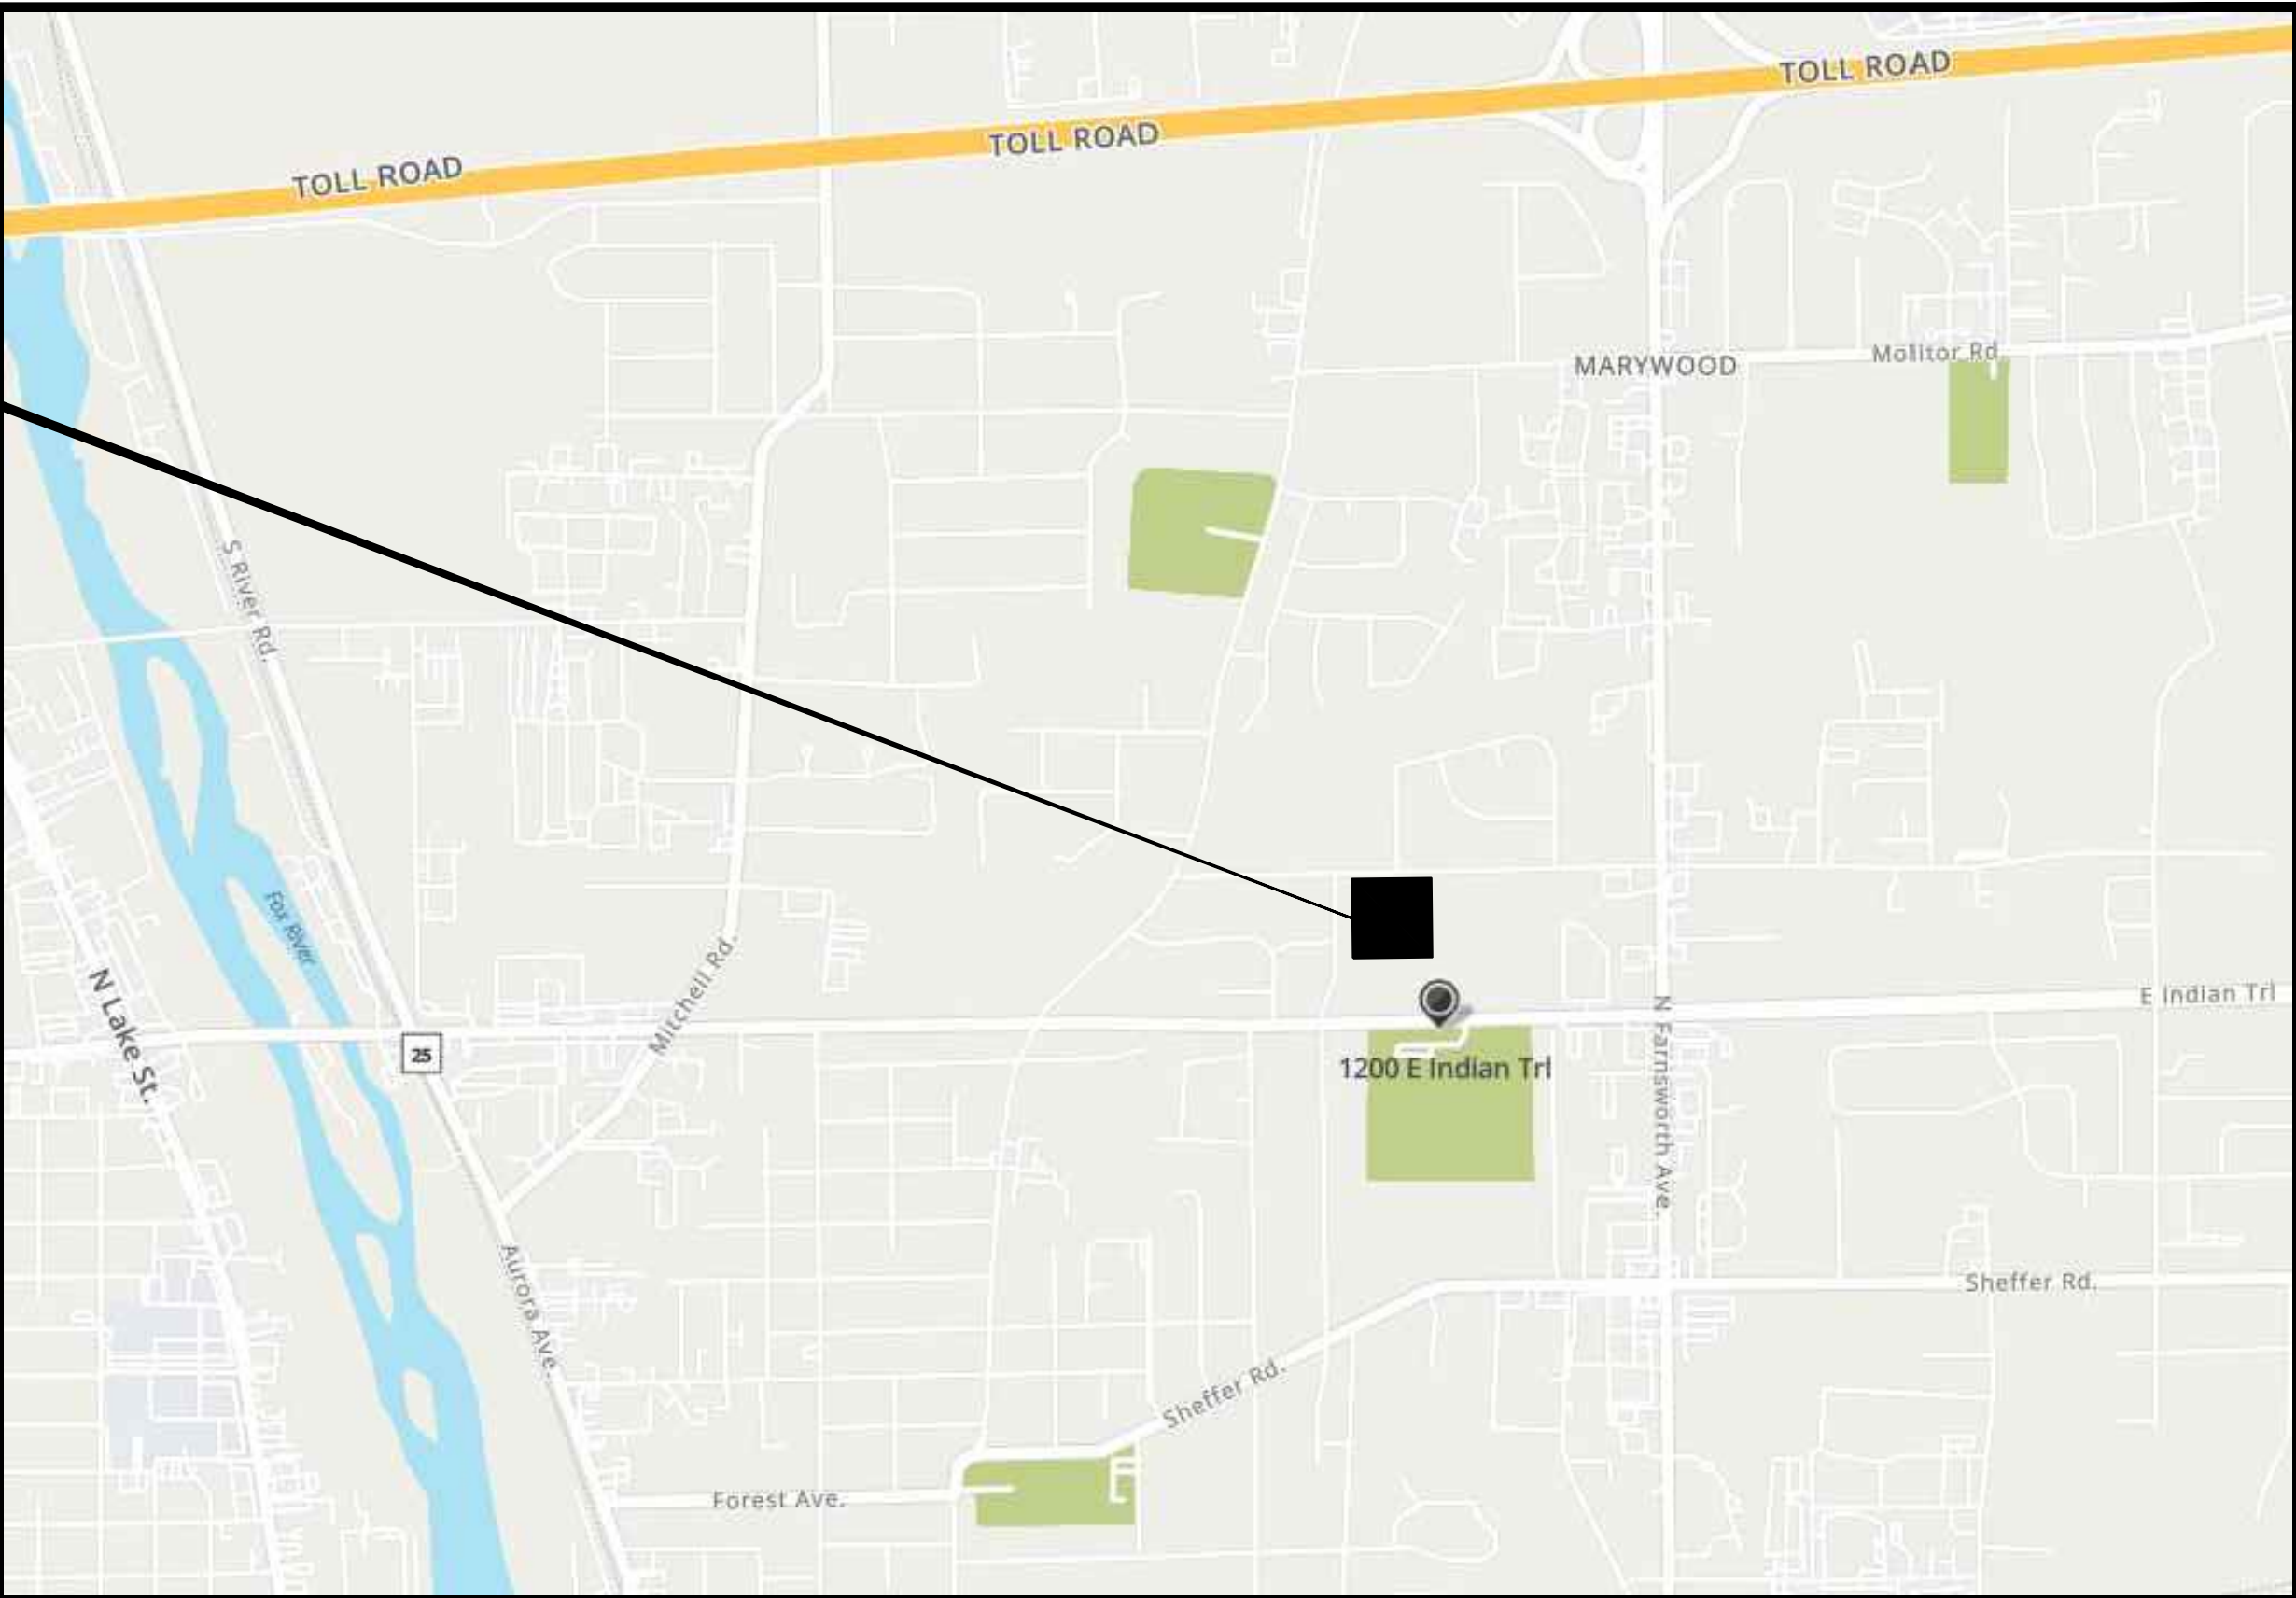 TOLL ROAD
TOLL ROAD
TOLL ROAD
MARYWOOD
Molitor Rd.
S River Rd.
Fox River
N Lake St.
25
Mitchell Rd.
E Indian Trl
1200 E Indian Trl
N Farnsworth Ave.
Aurora Ave.
Sheffer Rd.
Sheffer Rd.
Forest Ave.